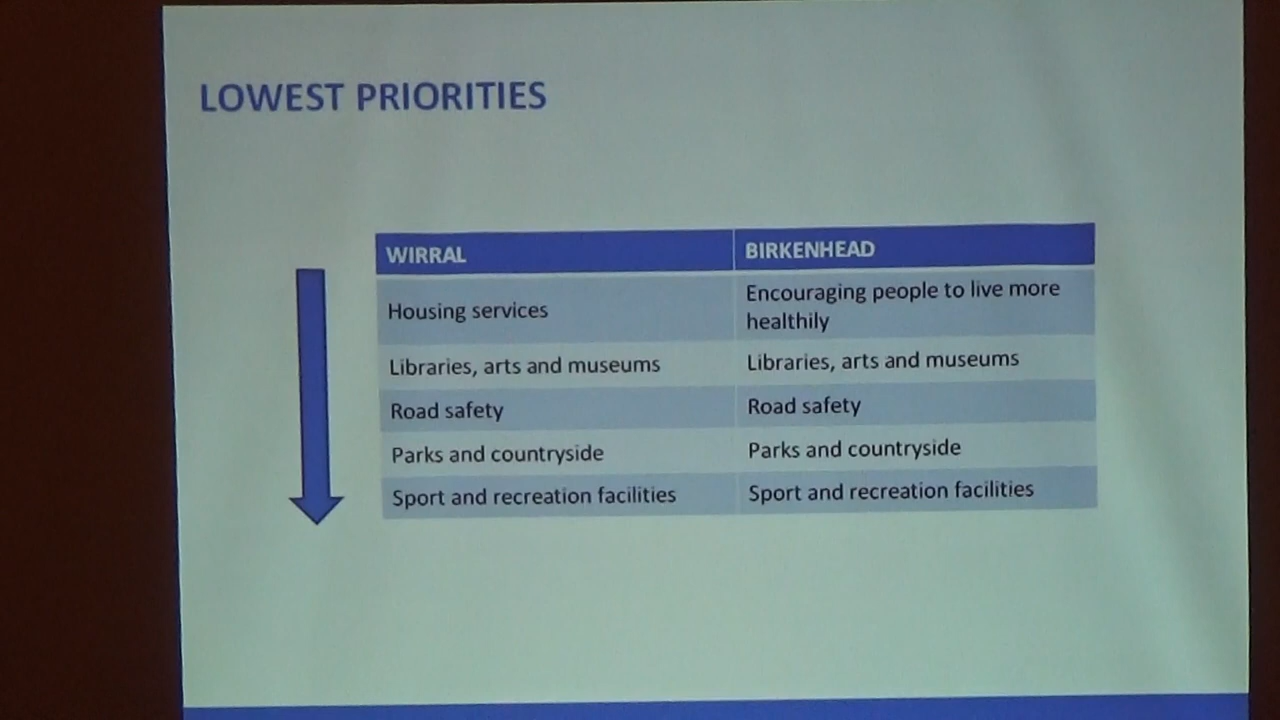 LOWEST PRIORITIES
WIRRAL
BIRKENHEAD
Housing services
Encouraging people to live more
healthily
Libraries, arts and museums
Libraries, arts and museums
Road safety
Road safety
Parks and countryside
Parks and countryside
Sport and recreation facilities
Sport and recreation facilities